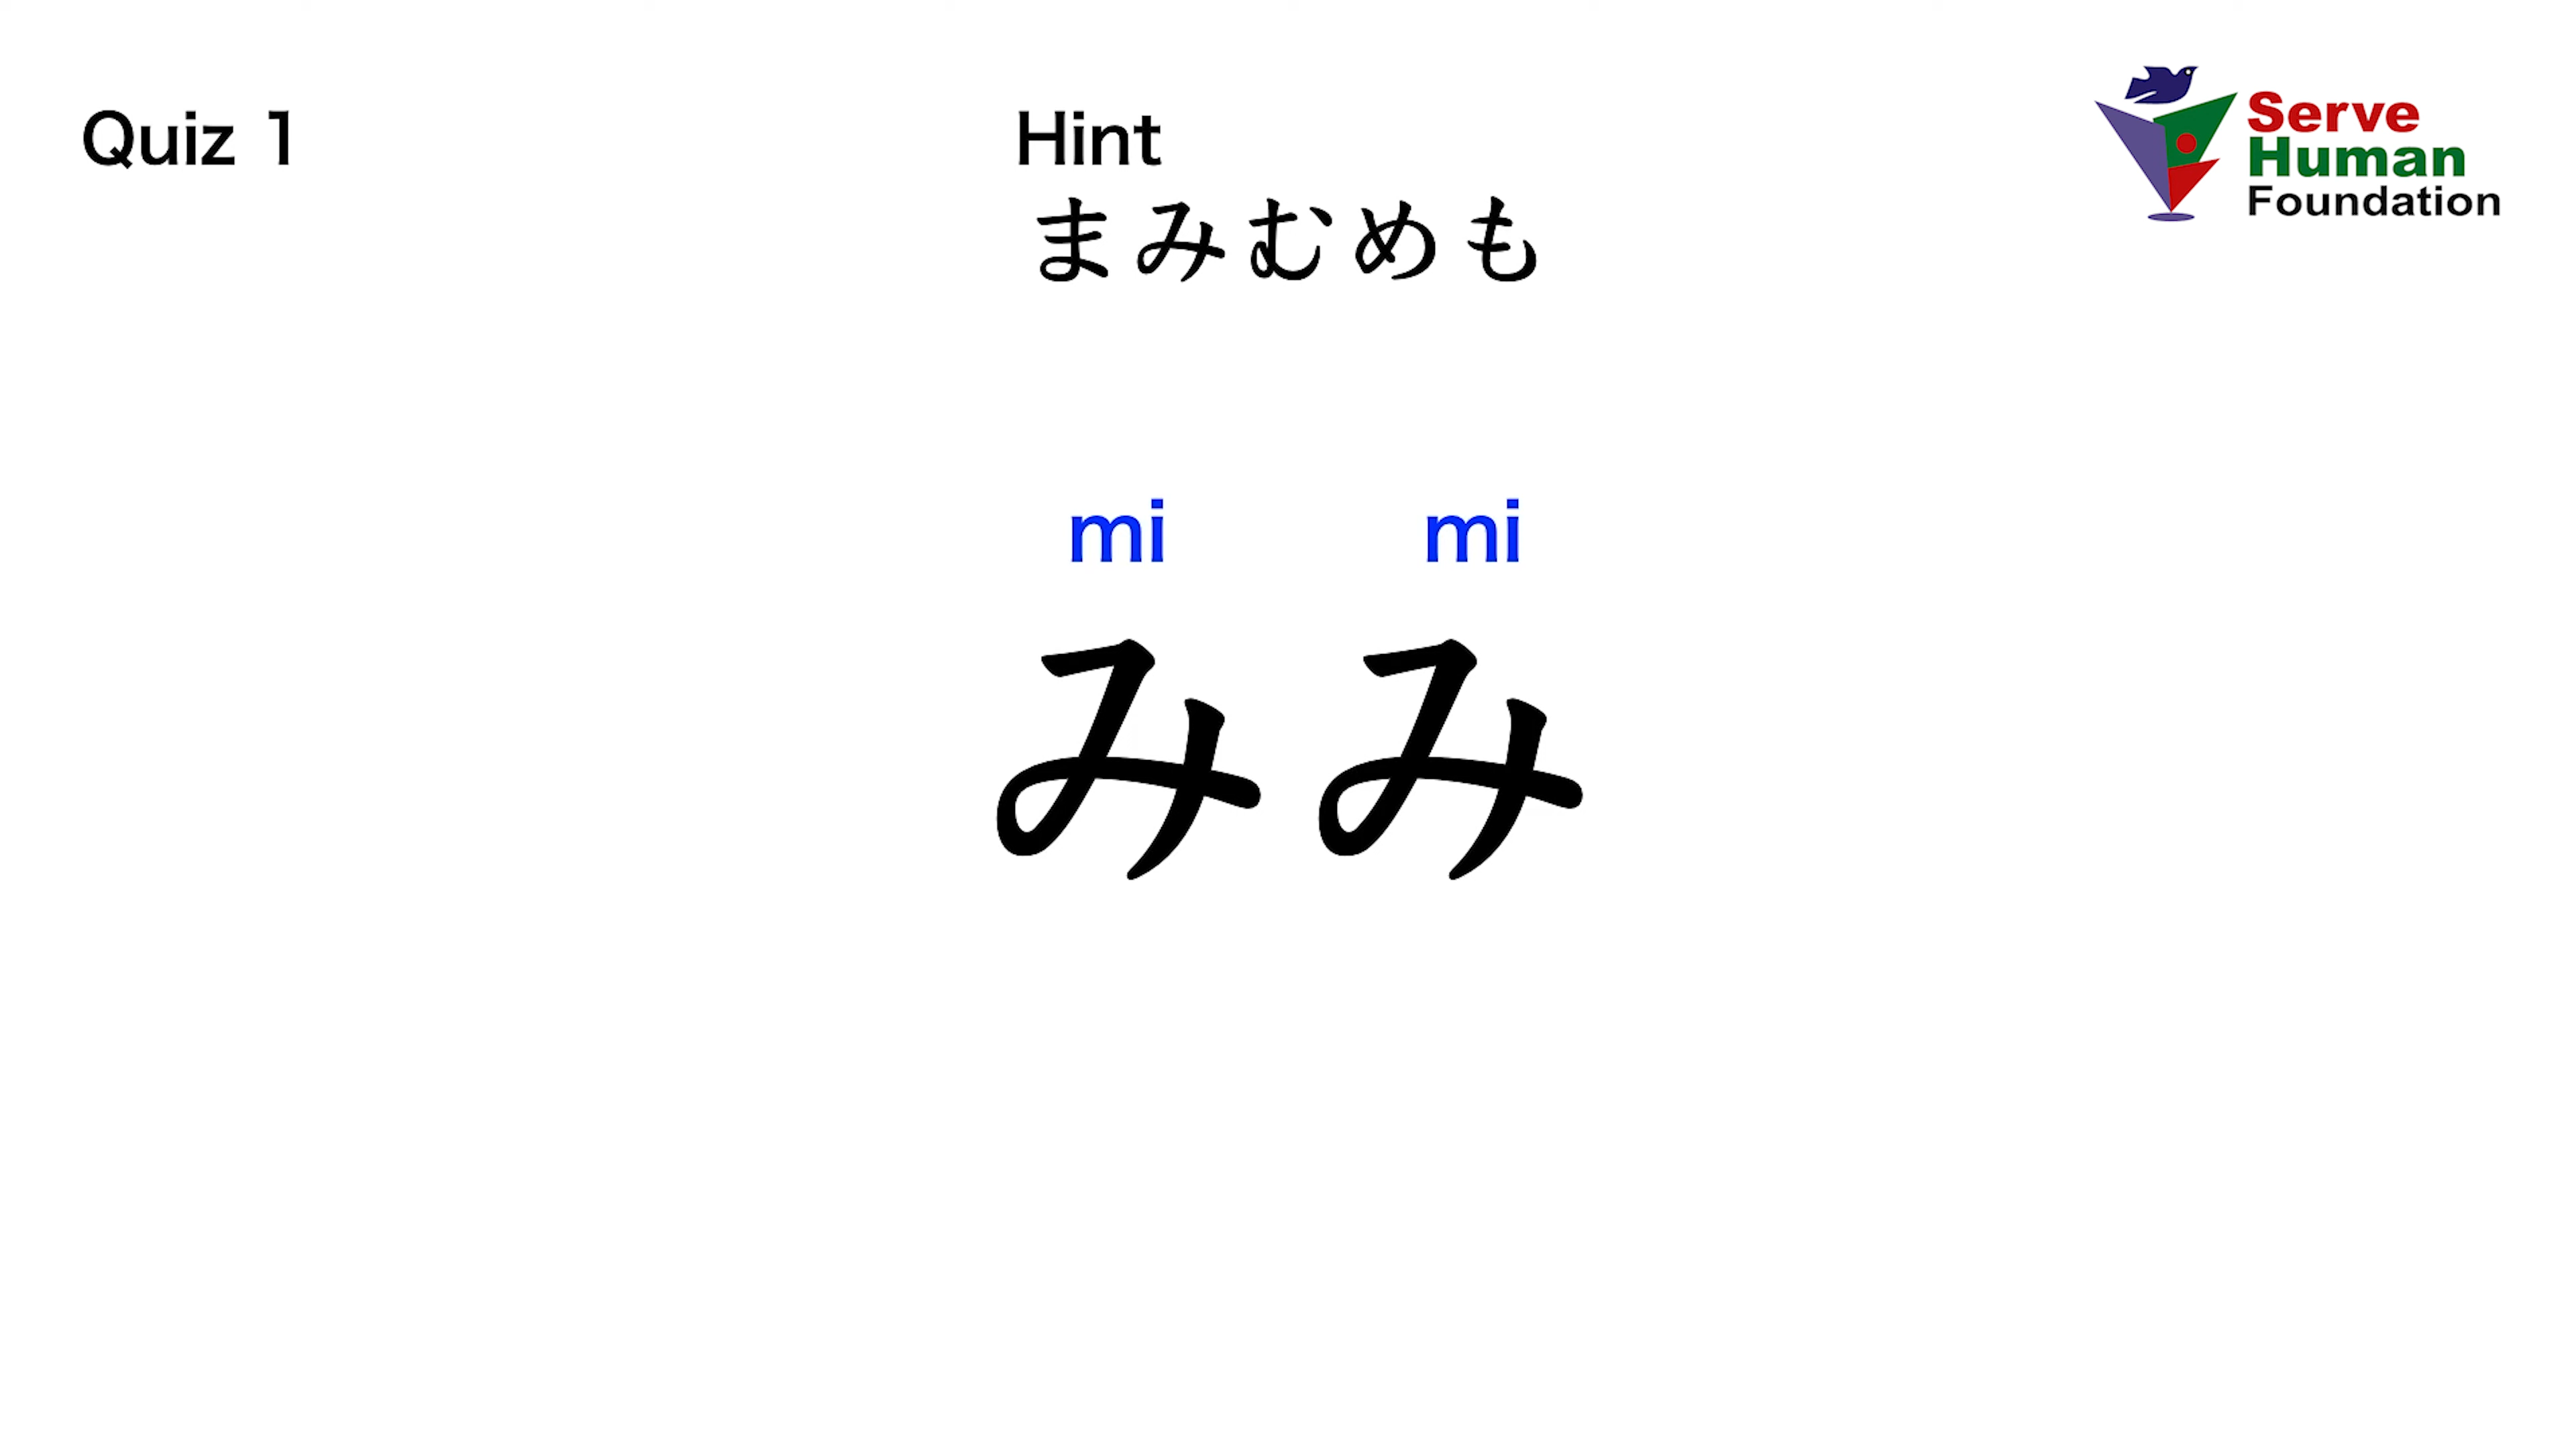 Quiz 1
Hint
まみむめも
Serve
Human
Foundation
mi mi
みみ